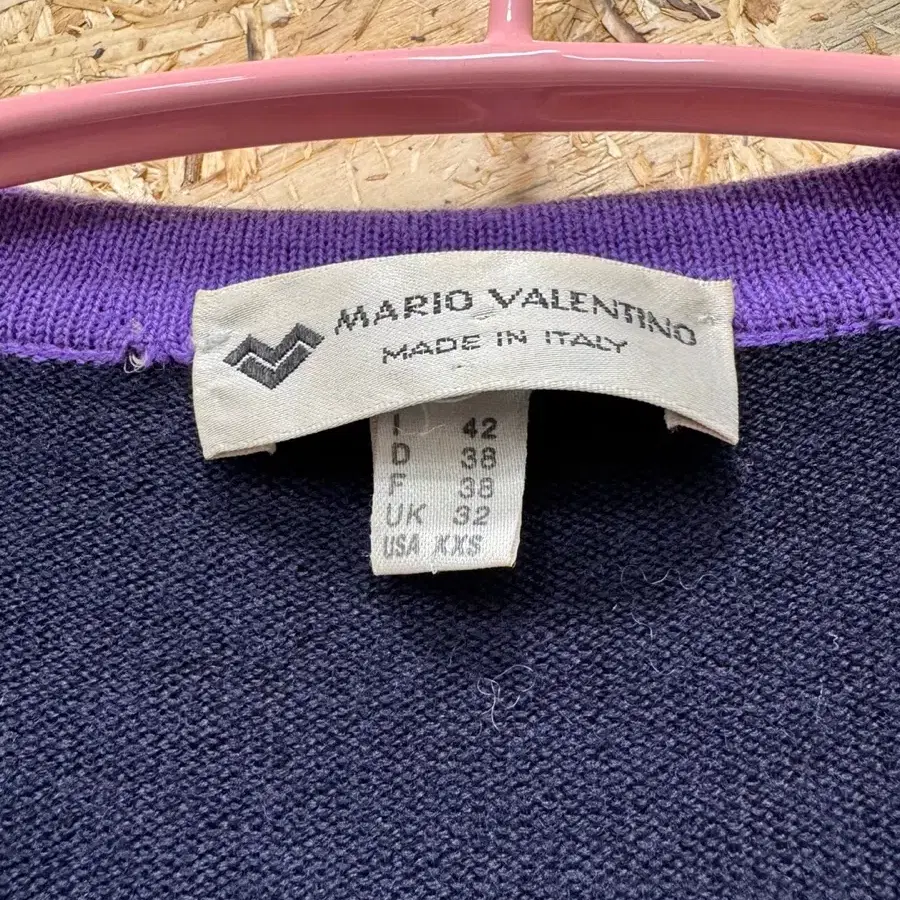 MARIO VALENTINO
MADE IN ITALY
I 42
D 38
F 38
UK 32
USA XXS